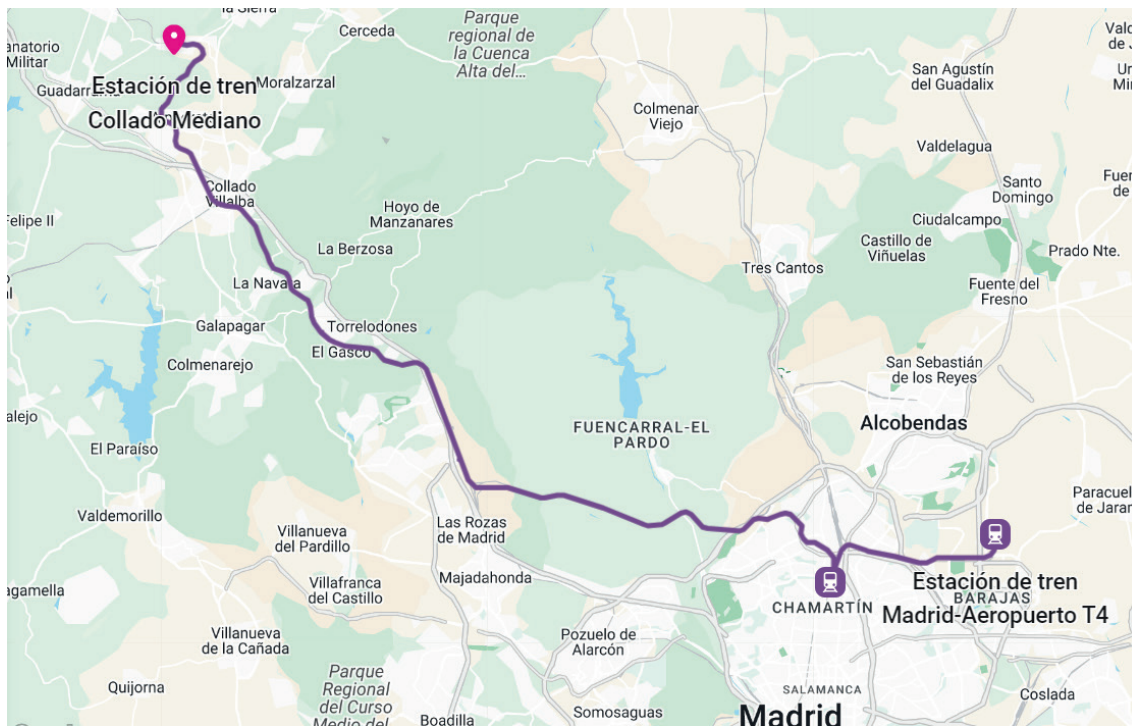 la Sierra
Cerceda
Parque
regional de
la Cuenca
Alta del...
Militar
Guadarrama
Moralzarzal
Estación de tren
Collado Mediano
San Agustín
del Guadalix
Colmenar
Viejo
Valdelagua
Santo
Domingo
Ciudalcampo
Collado
Villalba
Hoyo de
Manzanares
Felipe II
La Berzosa
Castillo de
Viñuelas
Prado Nte.
Tres Cantos
La Navata
Fuente del
Fresno
Galapagar
Torrelodones
El Gasco
Colmenarejo
San Sebastián
de los Reyes
Alcobendas
FUENCARRAL-EL
PARDO
El Paraíso
Valdemorillo
Paracuel
de Jaram
Las Rozas
de Madrid
Villanueva
del Pardillo
Majadahonda
Villafranca
del Castillo
CHAMARTÍN
Estación de tren
BARAJAS
Madrid-Aeropuerto T4
Villanueva
de la Cañada
Pozuelo de
Alarcón
Quijorna
Parque
Regional
del Curso
Medio del
SALAMANCA
Coslada
Boadilla
Somosaguas
Madrid